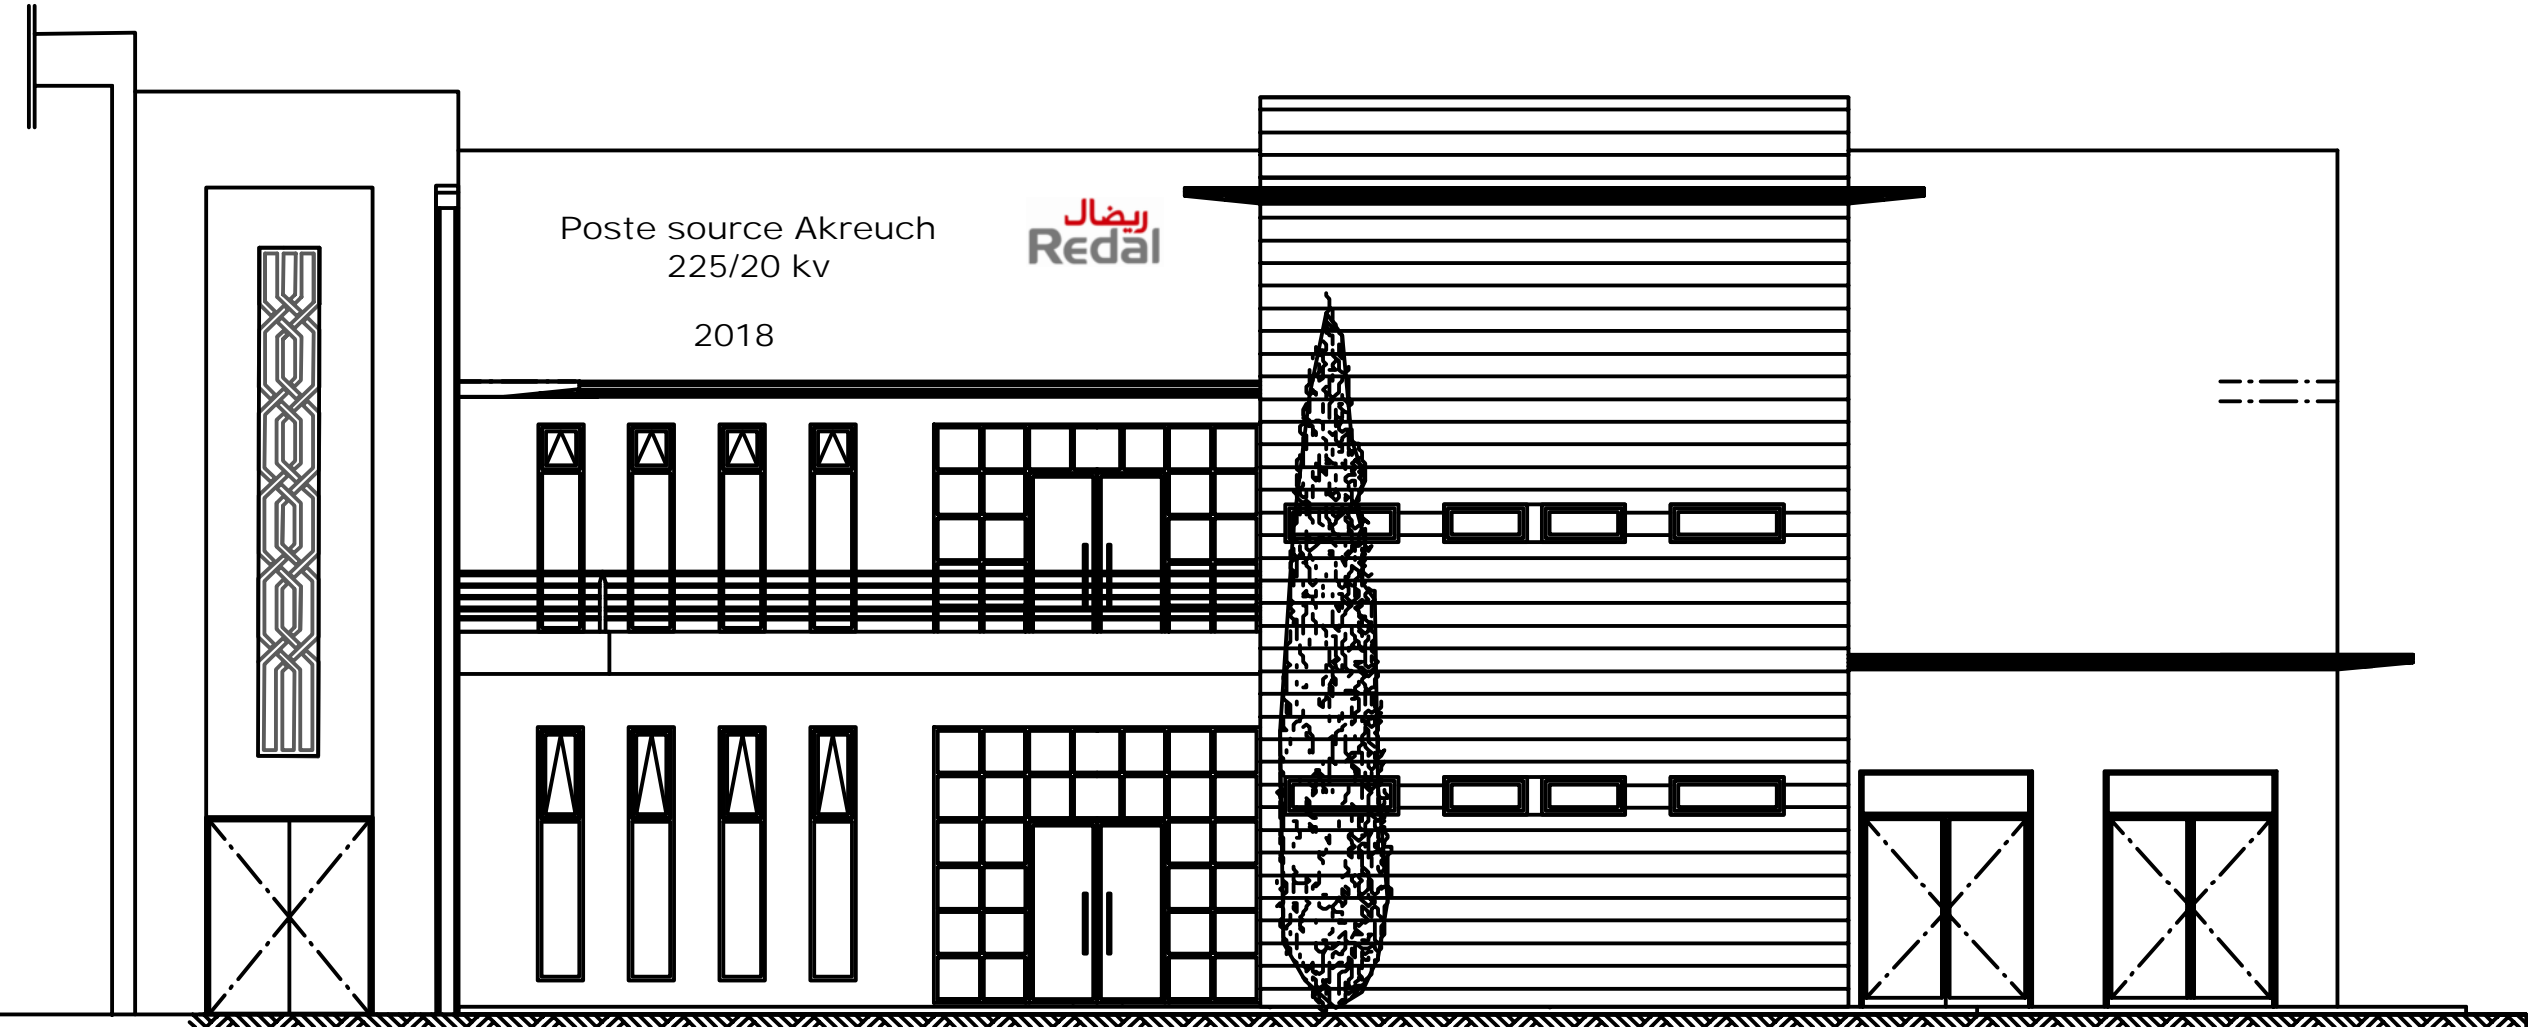 Poste source Akreuch
225/20 kv
2018
ريضال
Redal